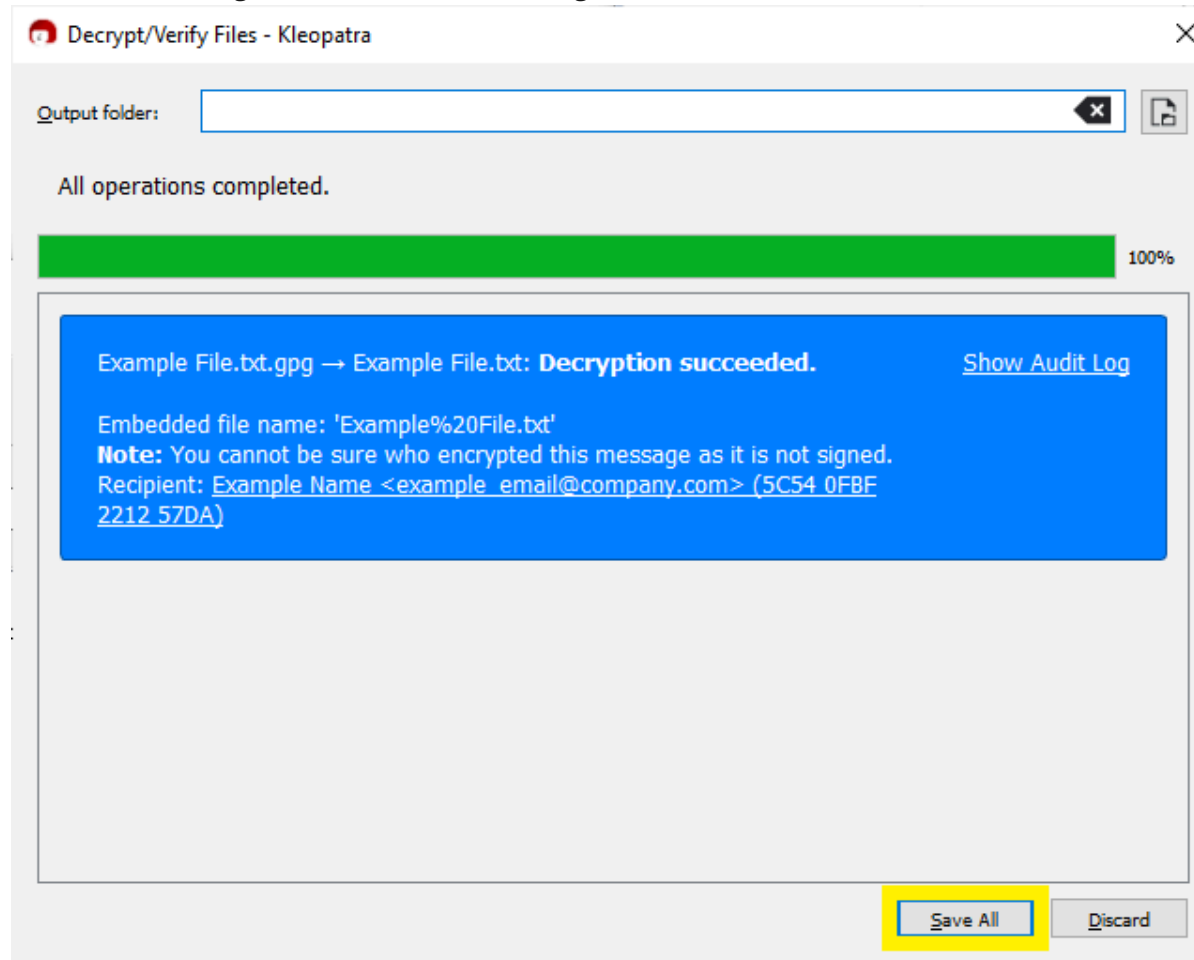 Decrypt/Verify Files - Kleopatra
Output folder:
All operations completed.
100%
Example File.txt.gpg → Example File.txt: Decryption succeeded. Show Audit Log
Embedded file name: 'Example%20File.txt'
Note: You cannot be sure who encrypted this message as it is not signed.
Recipient: Example Name <example_email@company.com> (5C54 0FBF
2212 57DA)
Save All Discard